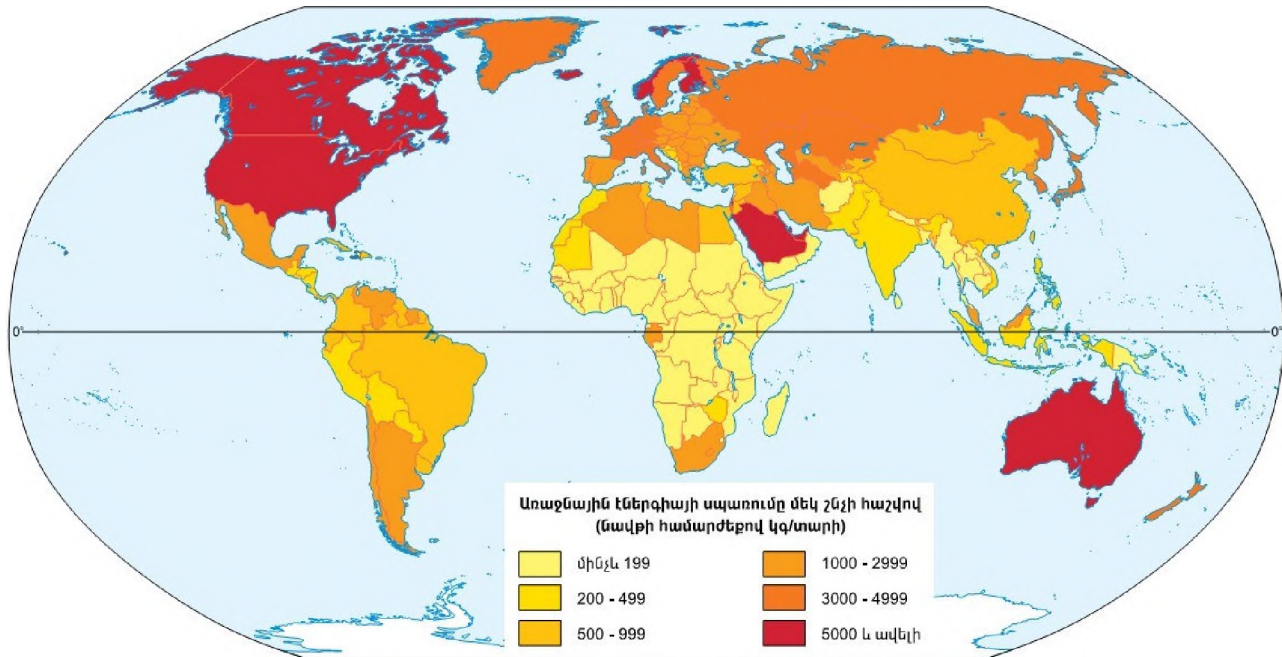 0°
0°
Առաջնային էներգիայի սպառումը մեկ շնչի հաշվով
(նավթի համարժեքով կգ/տարի)
մինչև 199
200 - 499
500 - 999
1000 - 2999
3000 - 4999
5000 և ավելի